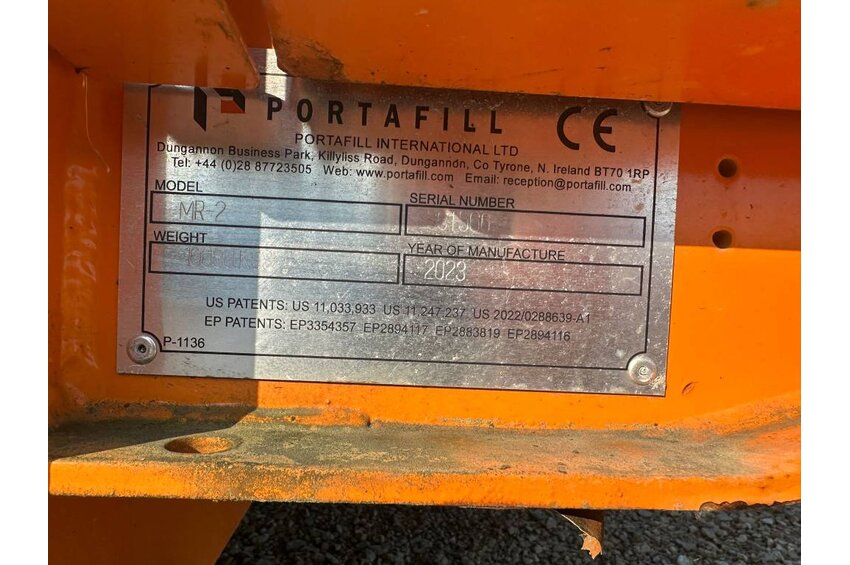 PORTAFILL CE
PORTAFILL INTERNATIONAL LTD
Dungannon Business Park, Killyliss Road, Dungannon, Co Tyrone, N. Ireland BT70 1RP
Tel: +44 (0)28 87723505 Web: www.portafill.com Email: reception@portafill.com
MODEL
MR-2
SERIAL NUMBER
WEIGHT
YEAR OF MANUFACTURE
2023
US PATENTS: US 11,033,933 US 11,247,237, US 2022/0288639-A1
EP PATENTS: EP3354357 EP2894117 EP2883819 EP2894116
P-1136